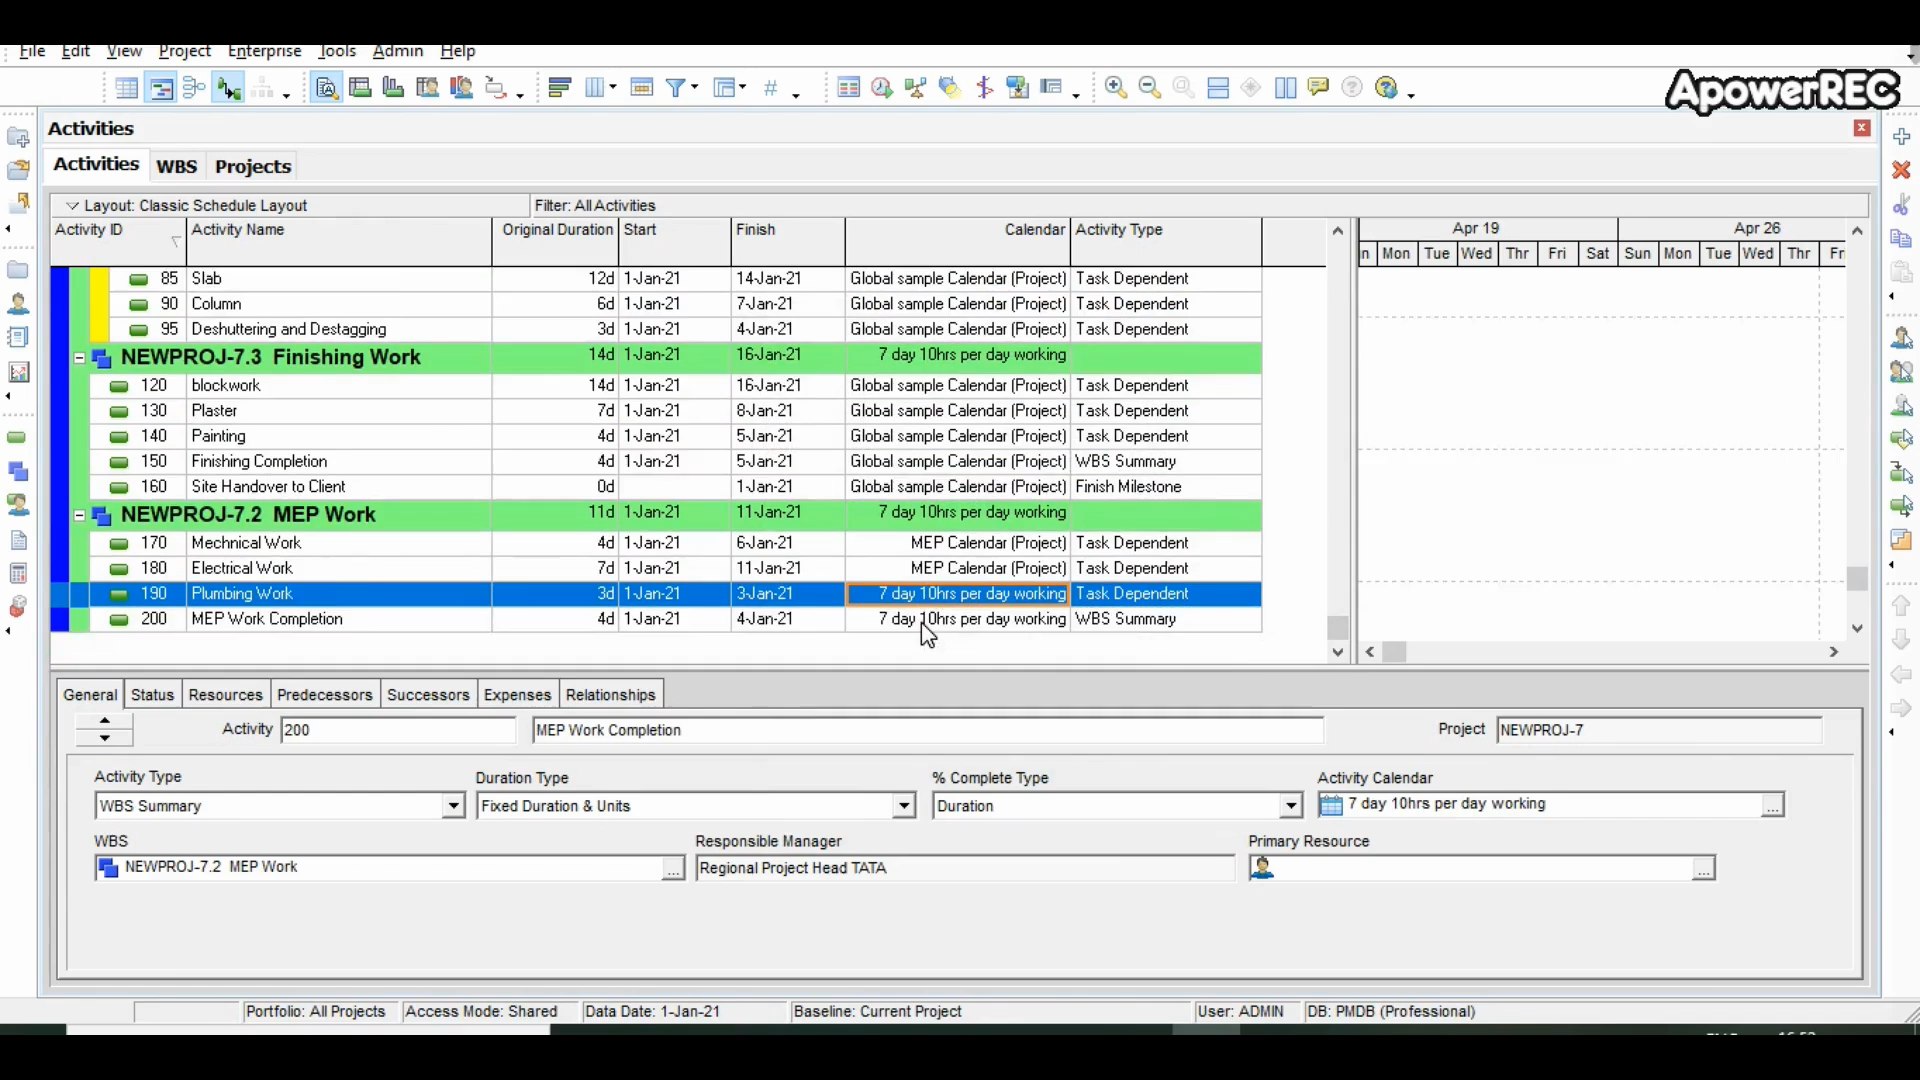 File Edit View Project Enterprise Tools Admin Help
ApowerREC
Activities
Activities WBS Projects
Layout: Classic Schedule Layout Filter: All Activities
Activity ID Activity Name Original Duration Start Finish Calendar Activity Type Apr 19 Apr 26
Mon Tue Wed Thr Fri Sat Sun Mon Tue Wed Thr
85 Slab 12d 1-Jan-21 14-Jan-21 Global sample Calendar (Project) Task Dependent
90 Column 6d 1-Jan-21 7-Jan-21 Global sample Calendar (Project) Task Dependent
95 Deshuttering and Destagging 3d 1-Jan-21 4-Jan-21 Global sample Calendar (Project) Task Dependent
NEWPROJ-7.3 Finishing Work 14d 1-Jan-21 16-Jan-21 7 day 10hrs per day working
120 blockwork 14d 1-Jan-21 16-Jan-21 Global sample Calendar (Project) Task Dependent
130 Plaster 7d 1-Jan-21 8-Jan-21 Global sample Calendar (Project) Task Dependent
140 Painting 4d 1-Jan-21 5-Jan-21 Global sample Calendar (Project) Task Dependent
150 Finishing Completion 4d 1-Jan-21 5-Jan-21 Global sample Calendar (Project) WBS Summary
160 Site Handover to Client 0d 1-Jan-21 Global sample Calendar (Project) Finish Milestone
NEWPROJ-7.2 MEP Work 11d 1-Jan-21 11-Jan-21 7 day 10hrs per day working
170 Mechnical Work 4d 1-Jan-21 6-Jan-21 MEP Calendar (Project) Task Dependent
180 Electrical Work 7d 1-Jan-21 11-Jan-21 MEP Calendar (Project) Task Dependent
190 Plumbing Work 3d 1-Jan-21 3-Jan-21 7 day 10hrs per day working Task Dependent
200 MEP Work Completion 4d 1-Jan-21 4-Jan-21 7 day 10hrs per day working WBS Summary
General Status Resources Predecessors Successors Expenses Relationships
Activity 200 MEP Work Completion Project NEWPROJ-7
Activity Type Duration Type % Complete Type Activity Calendar
WBS Summary Fixed Duration & Units Duration 7 day 10hrs per day working ...
WBS Responsible Manager Primary Resource
NEWPROJ-7.2 MEP Work ... Regional Project Head TATA ...
Portfolio: All Projects Access Mode: Shared Data Date: 1-Jan-21 Baseline: Current Project User: ADMIN DB: PMDB (Professional)